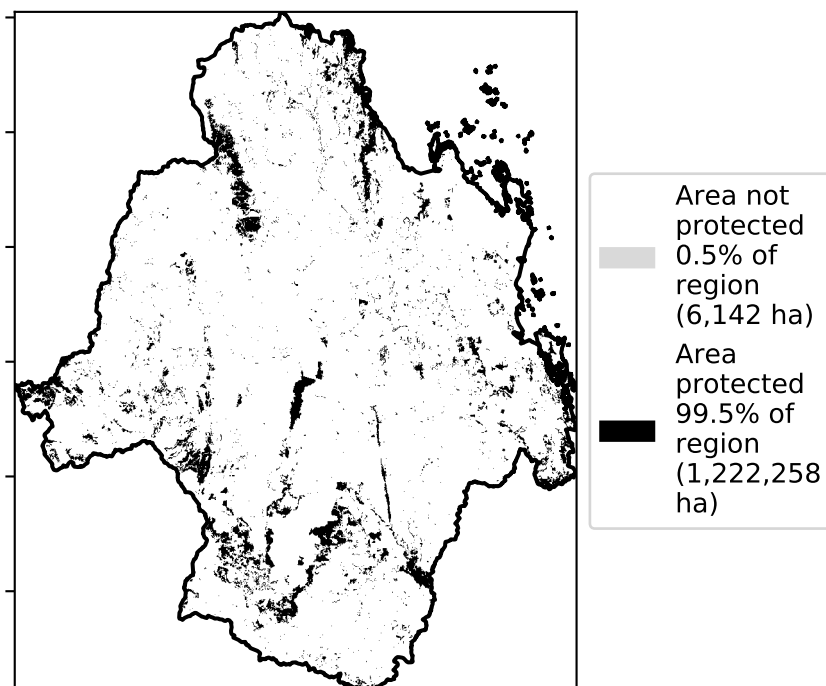 Area not
protected
0.5% of
region
(6,142 ha)
Area
protected
99.5% of
region
(1,222,258
ha)